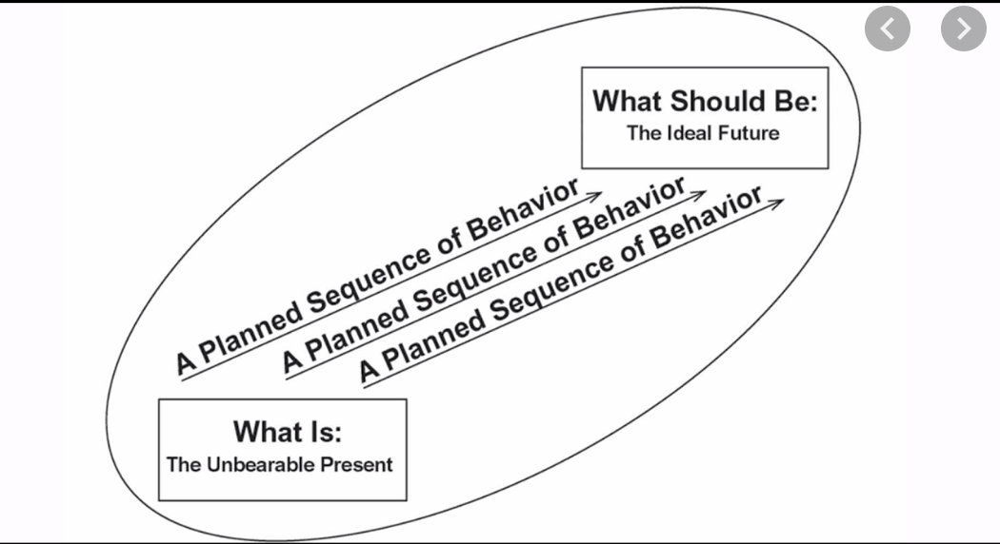 What Should Be:
The Ideal Future
A Planned Sequence of Behavior
A Planned Sequence of Behavior
A Planned Sequence of Behavior
What Is:
The Unbearable Present